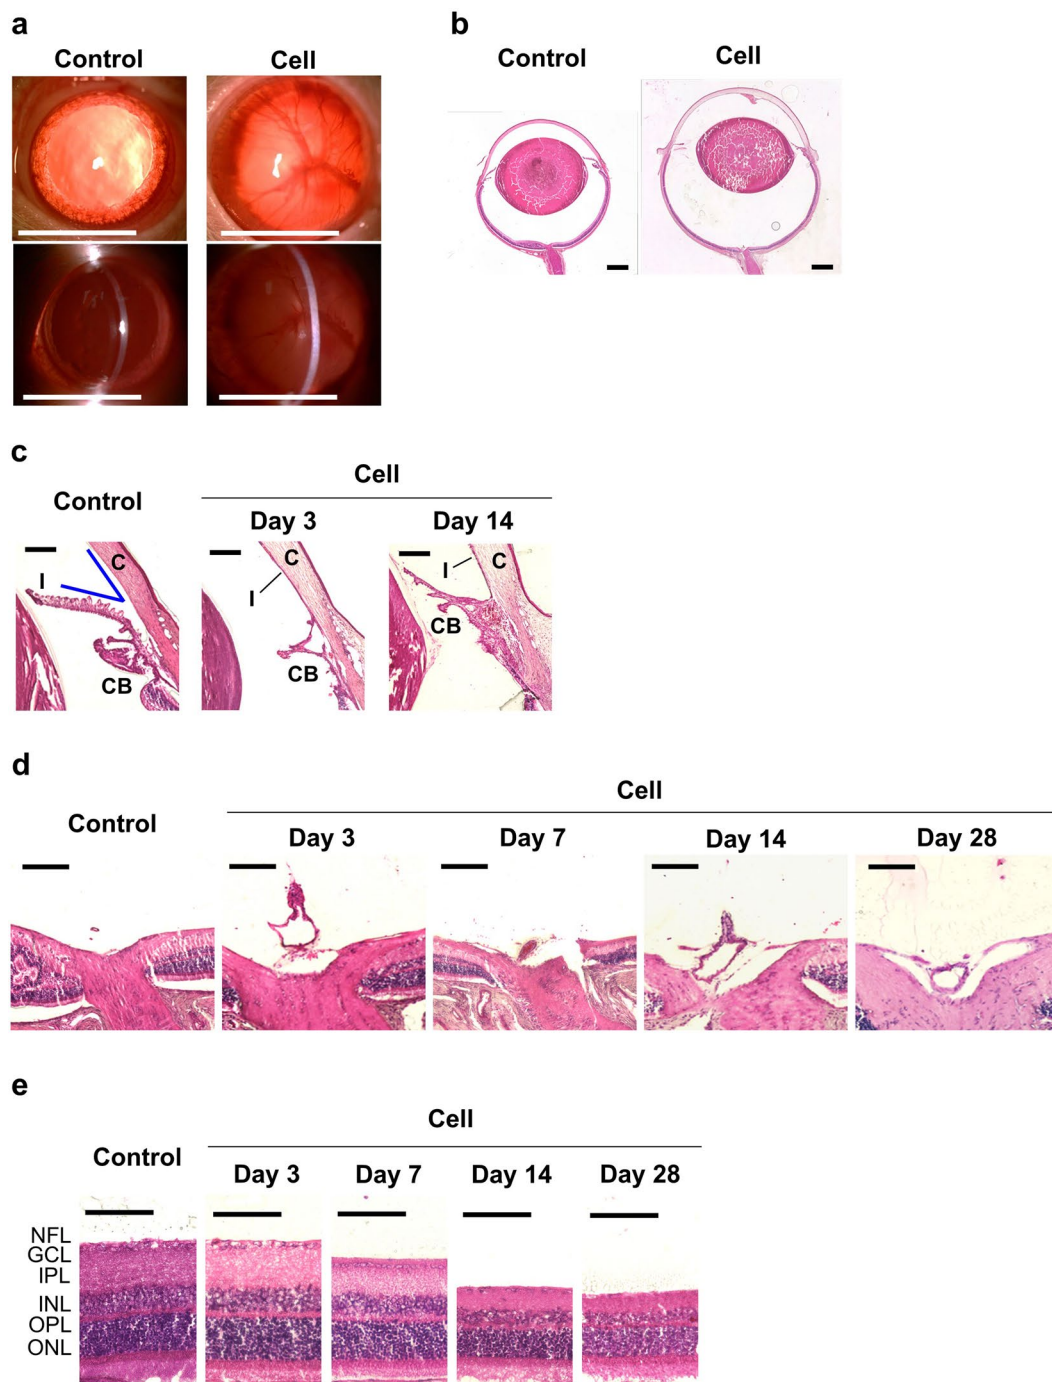 a
Control
Cell
b
Control
Cell
c
Cell
Control
Day 3
Day 14
C
I
CB
C
I
CB
I
C
CB
d
Cell
Control
Day 3
Day 7
Day 14
Day 28
e
Cell
Control
Day 3
Day 7
Day 14
Day 28
NFL
GCL
IPL
INL
OPL
ONL